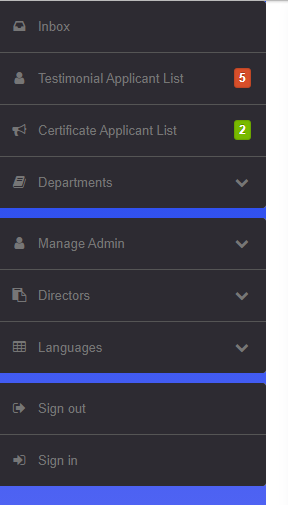 Inbox
Testimonial Applicant List 5
Certificate Applicant List 2
Departments
Manage Admin
Directors
Languages
Sign out
Sign in